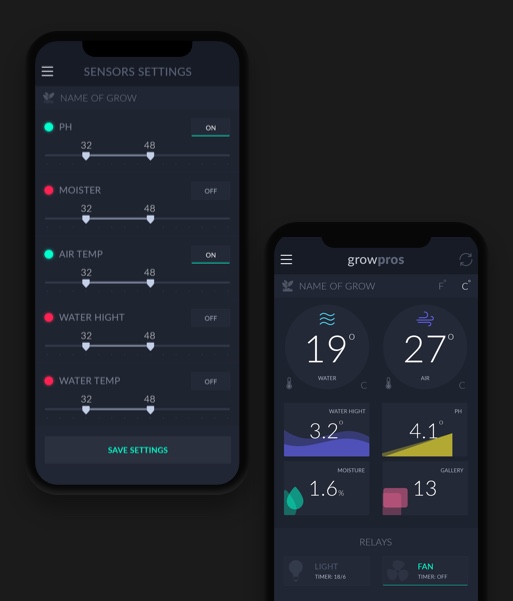 SENSORS SETTINGS
NAME OF GROW
PH
ON
32 48
MOISTER
OFF
32 48
AIR TEMP
ON
32 48
WATER HIGHT
OFF
32 48
WATER TEMP
OFF
32 48
SAVE SETTINGS
growpros
NAME OF GROW
F° C°
19°
WATER
C
27°
AIR
C
WATER HIGHT
3.2°
PH
4.1°
MOISTURE
1.6%
GALLERY
13
RELAYS
LIGHT
TIMER: 18/6
FAN
TIMER: OFF